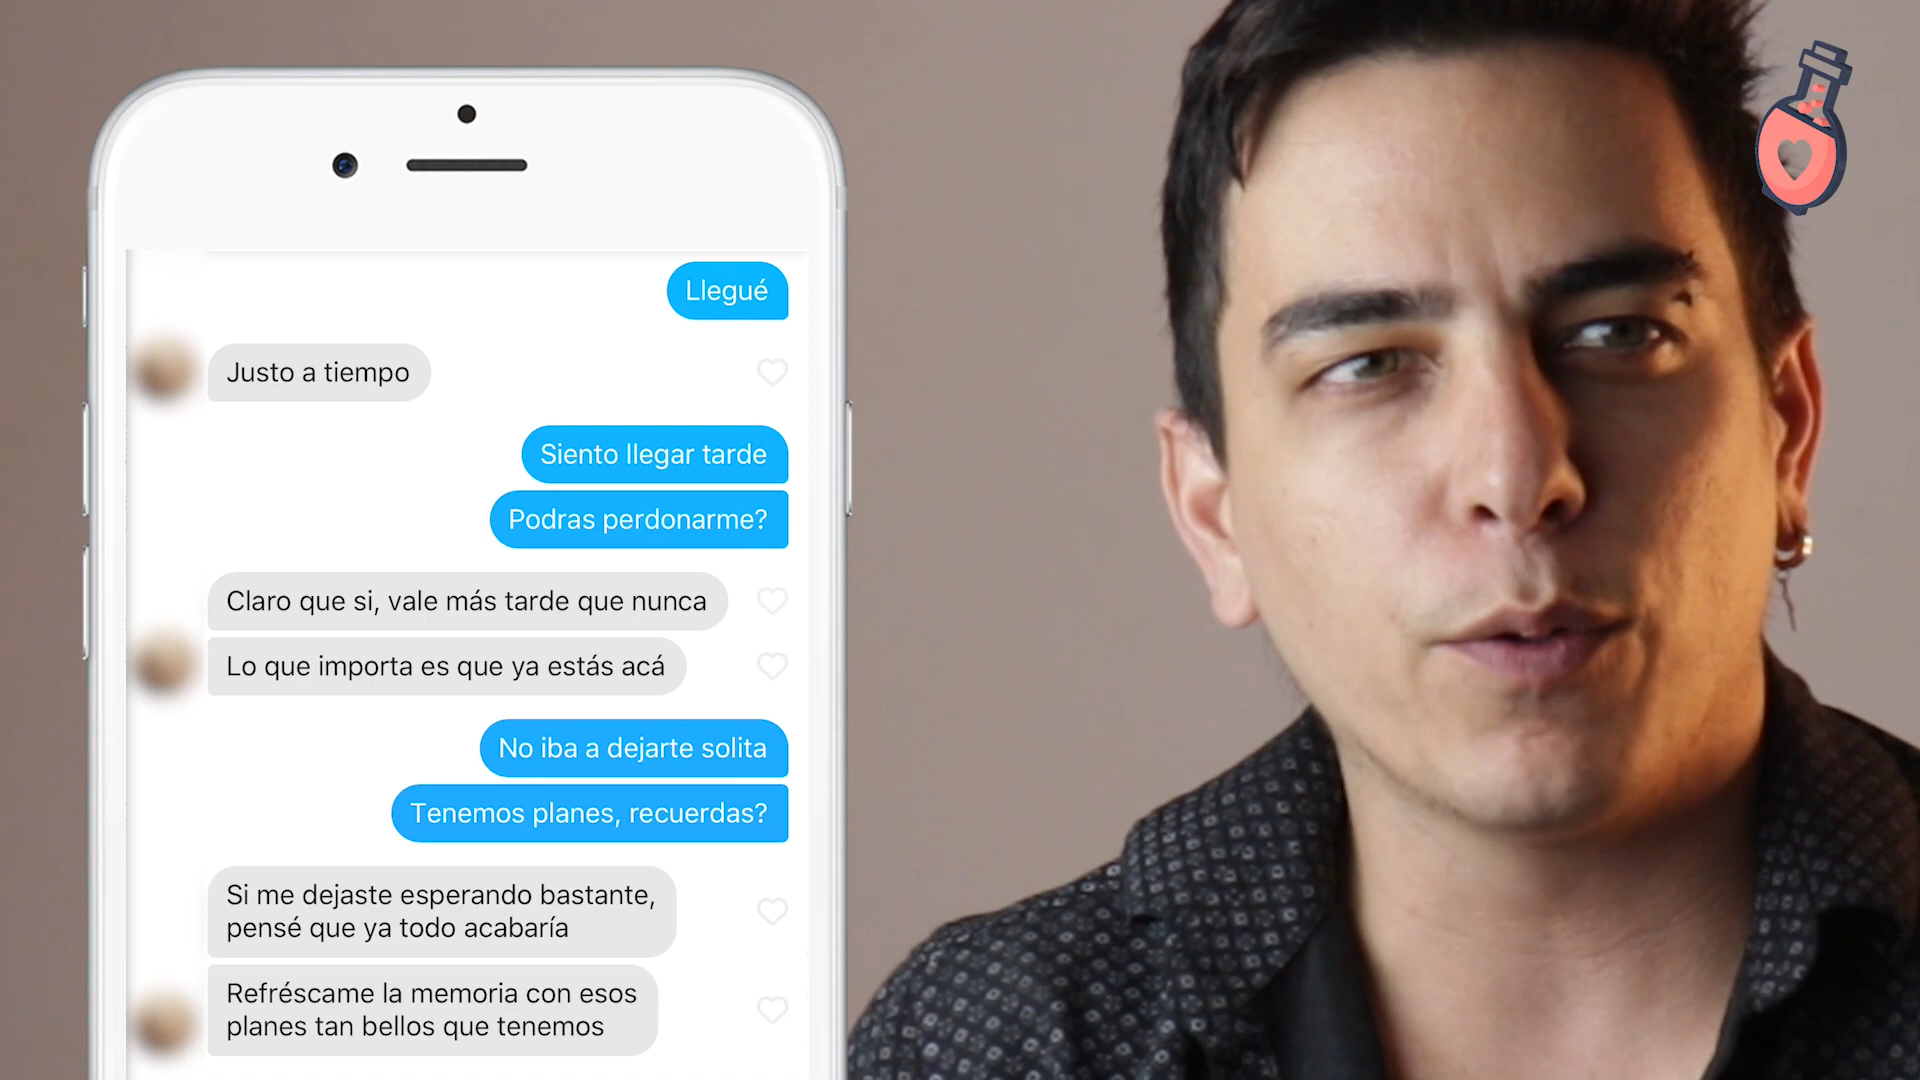 Llegué
Justo a tiempo
Siento llegar tarde
Podras perdonarme?
Claro que si, vale más tarde que nunca
Lo que importa es que ya estás acá
No iba a dejarte solita
Tenemos planes, recuerdas?
Si me dejaste esperando bastante,
pensé que ya todo acabaría
Refréscame la memoria con esos
planes tan bellos que tenemos